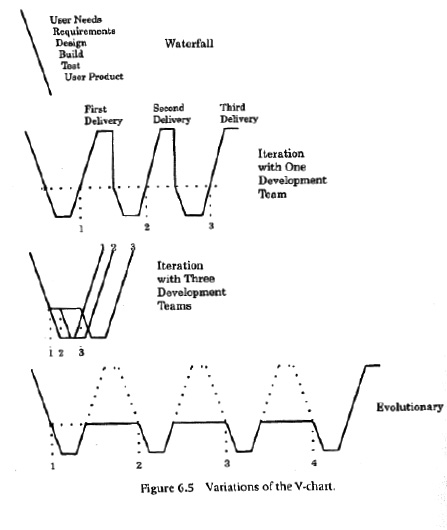 User Needs
Requirements
Design
Build
Test
User Product
Waterfall
First
Delivery
Second
Delivery
Third
Delivery
Iteration
with One
Development
Team
1
2
3
1 2 3
Iteration
with Three
Development
Teams
1 2 3
Evolutionary
1
2
3
4
Figure 6.5 Variations of the V-chart.